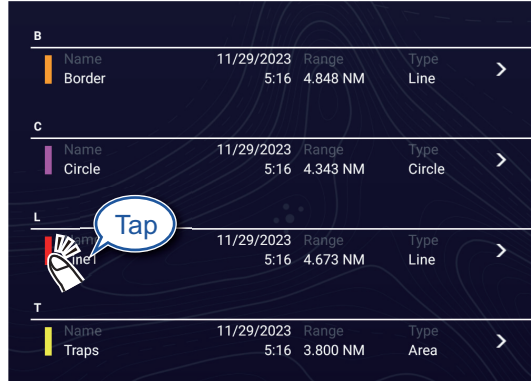 B
Name 11/29/2023 Range Type
Border 5:16 4.848 NM Line
C
Name 11/29/2023 Range Type
Circle 5:16 4.343 NM Circle
L
Tap
Name 11/29/2023 Range Type
Line1 5:16 4.673 NM Line
T
Name 11/29/2023 Range Type
Traps 5:16 3.800 NM Area